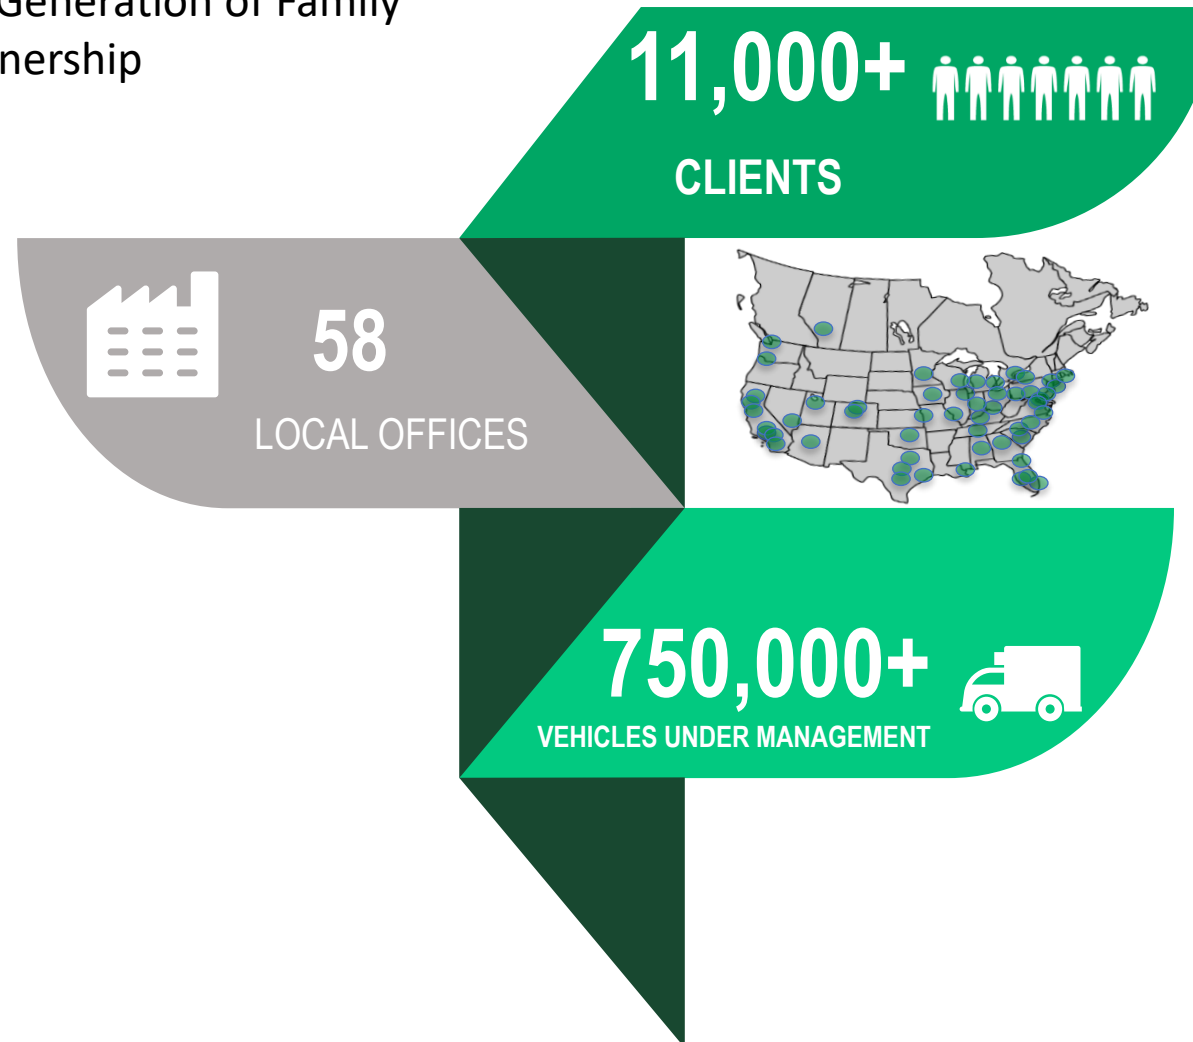 Generation of Family
nership
11,000+
CLIENTS
58
LOCAL OFFICES
750,000+
VEHICLES UNDER MANAGEMENT